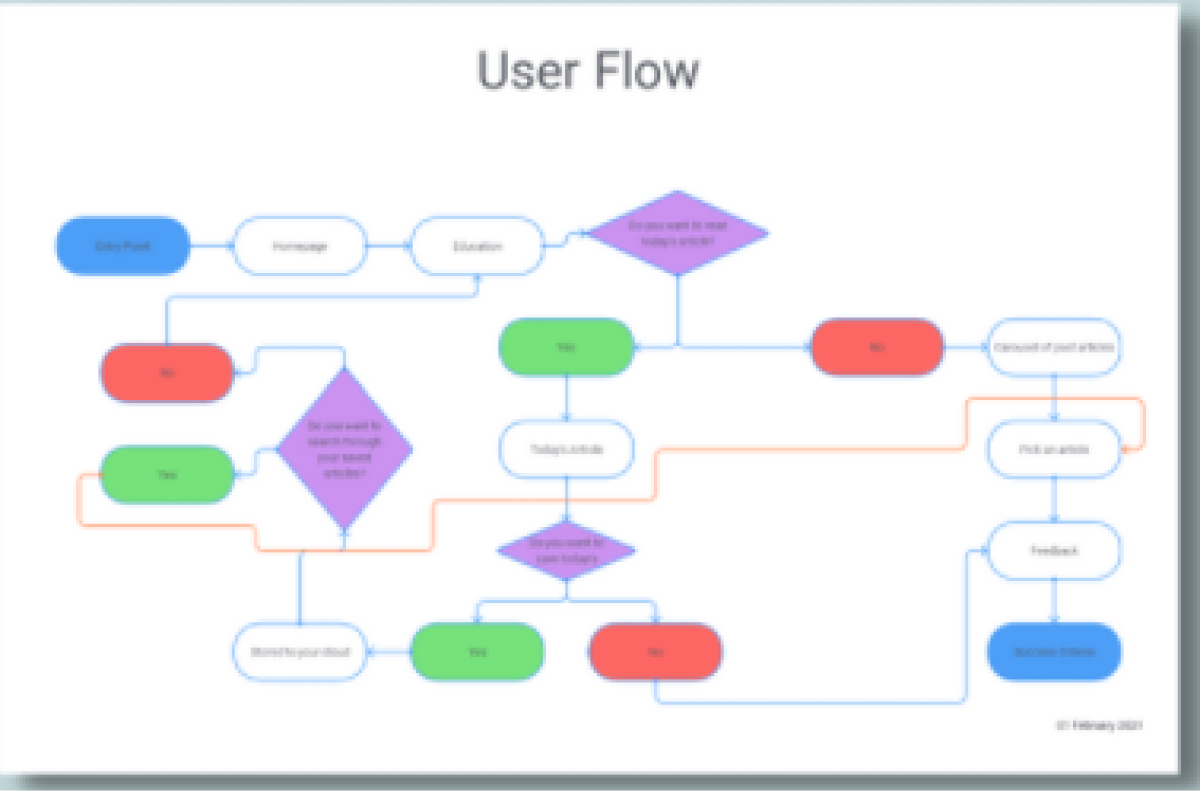 User Flow
Entry Point
Homepage
Education
Do you want to read
today's article?
Yes
No
Carousel of past articles
No
Do you want to
search through
your saved
articles?
Yes
Today's Article
Pick an article
Do you want to
save today's
Feedback
Stored to your cloud
Yes
No
Success Criteria
01 February 2021